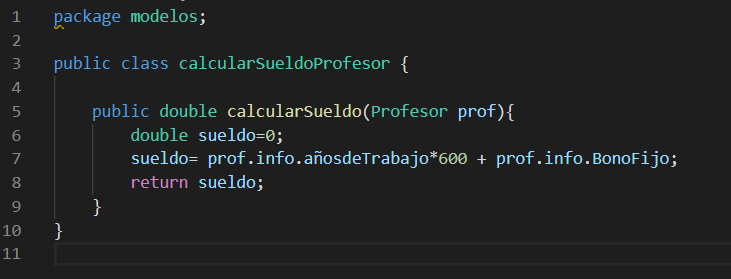 1 package modelos;
2
3 public class calcularSueldoProfesor {
4
5 public double calcularSueldo(Profesor prof){
6 double sueldo=0;
7 sueldo= prof.info.añosdeTrabajo*600 + prof.info.BonoFijo;
8 return sueldo;
9 }
10 }
11